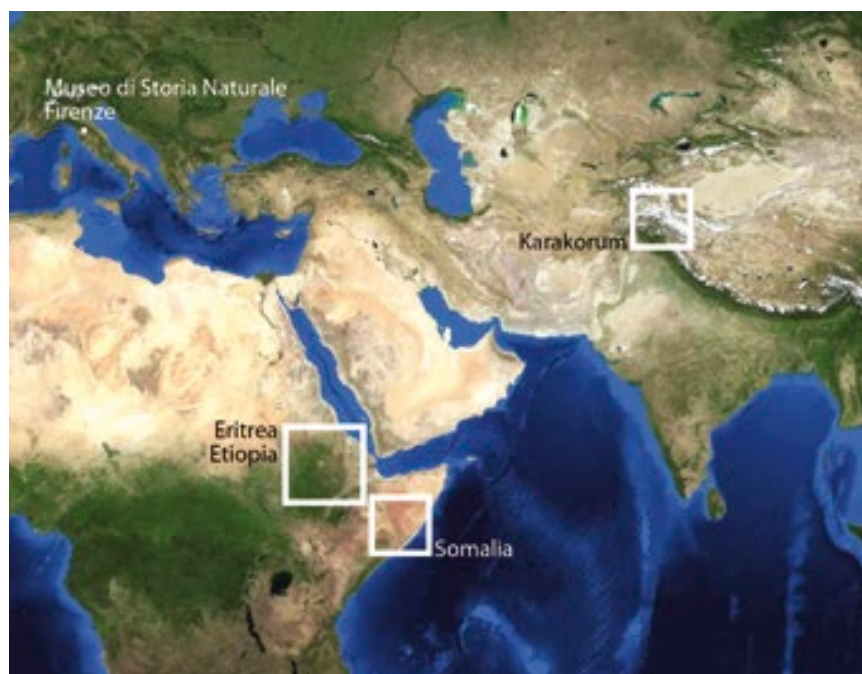 Museo di Storia Naturale
Firenze
Karakorum
Eritrea
Etiopia
Somalia